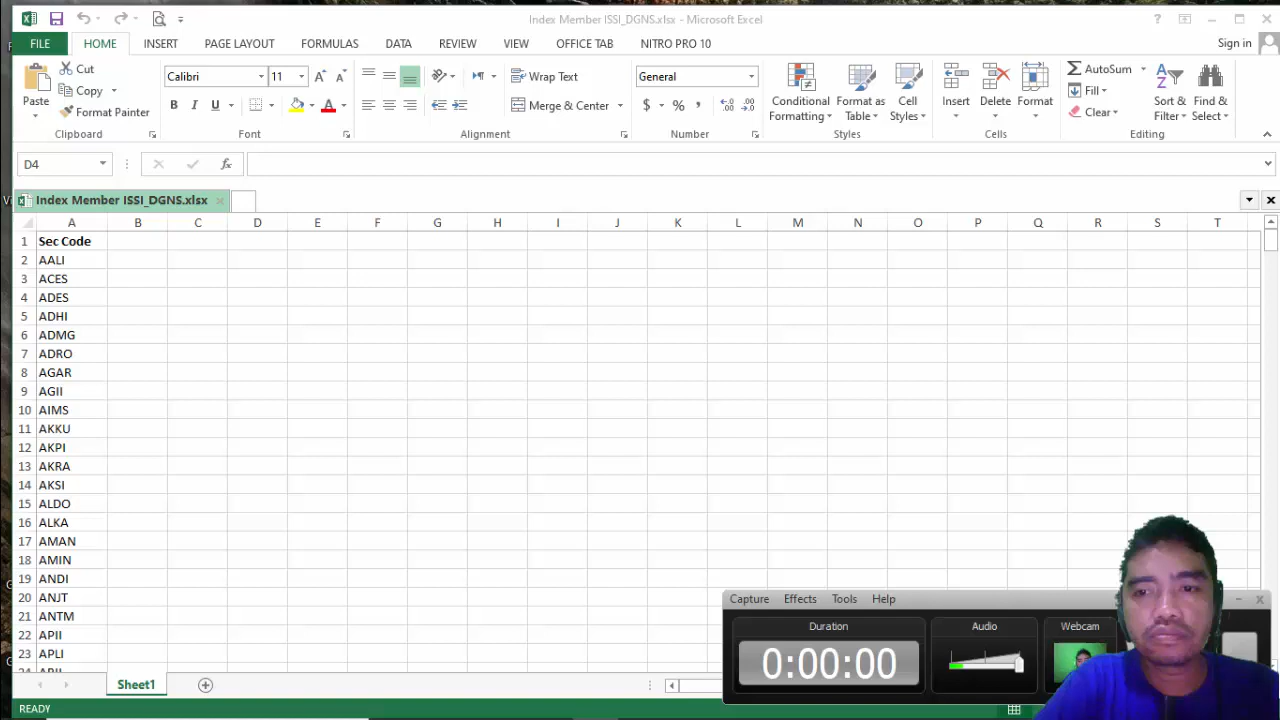 Index Member ISSI_DGNS.xlsx - Microsoft Excel
?
FILE HOME INSERT PAGE LAYOUT FORMULAS DATA REVIEW VIEW OFFICE TAB NITRO PRO 10 Sign in
Paste
Cut
Copy
Format Painter
Clipboard
Calibri 11
B I U
Font
Wrap Text
Merge & Center
Alignment
General
$ % ,
Number
Conditional Formatting
Format as Table
Cell Styles
Styles
Insert
Delete
Format
Cells
AutoSum
Fill
Clear
Sort & Filter
Find & Select
Editing
D4 fx
Index Member ISSI_DGNS.xlsx
A B C D E F G H I J K L M N O P Q R S T
1 Sec Code
2 AALI
3 ACES
4 ADES
5 ADHI
6 ADMG
7 ADRO
8 AGAR
9 AGII
10 AIMS
11 AKKU
12 AKPI
13 AKRA
14 AKSI
15 ALDO
16 ALKA
17 AMAN
18 AMIN
19 ANDI
20 ANJT
21 ANTM
22 APII
23 APLI
Capture Effects Tools Help
Duration Audio Webcam
0:00:00
Sheet1
READY